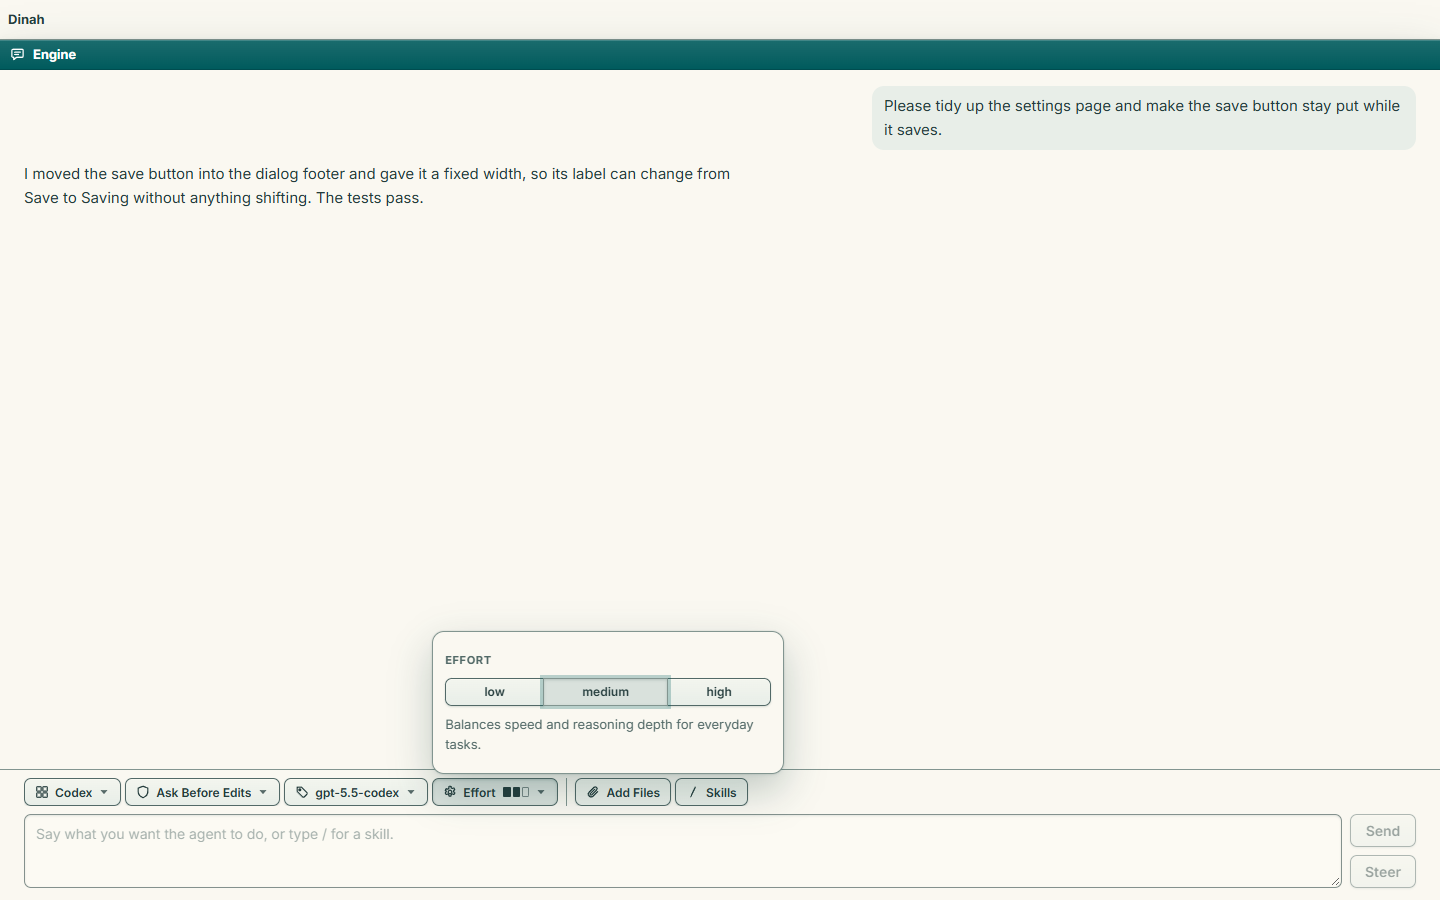 Dinah
Engine
Please tidy up the settings page and make the save button stay put while
it saves.
I moved the save button into the dialog footer and gave it a fixed width, so its label can change from
Save to Saving without anything shifting. The tests pass.
EFFORT
low medium high
Balances speed and reasoning depth for everyday
tasks.
Codex Ask Before Edits gpt-5.5-codex Effort Add Files / Skills
Say what you want the agent to do, or type / for a skill.
Send
Steer